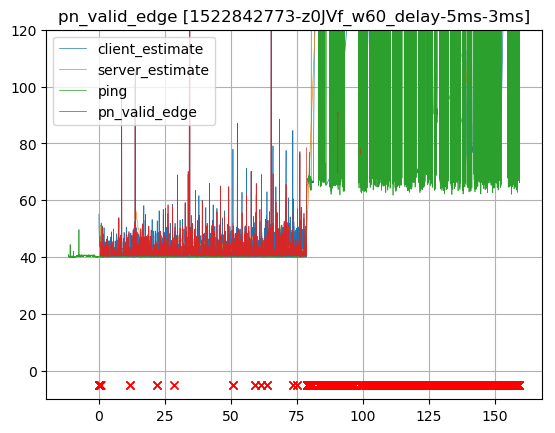 pn_valid_edge [1522842773-z0JVf_w60_delay-5ms-3ms]
client_estimate
server_estimate
ping
pn_valid_edge
120
100
80
60
40
20
0
0 25 50 75 100 125 150